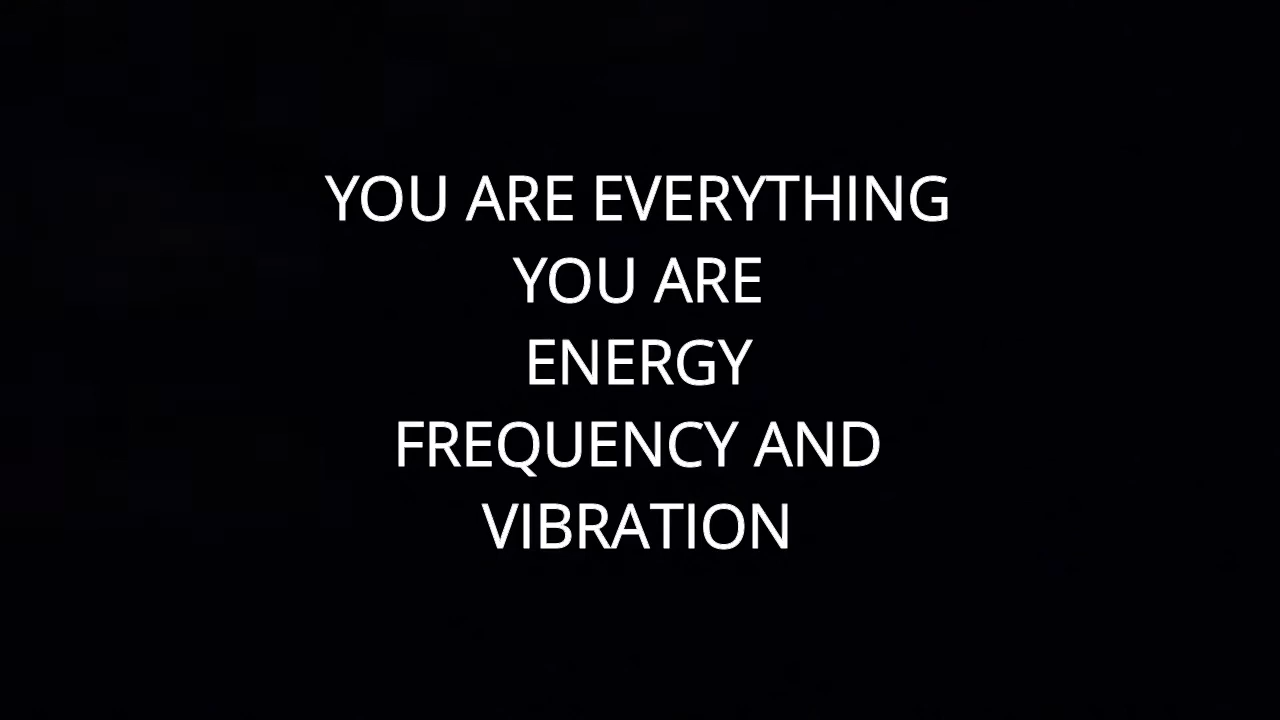 YOU ARE EVERYTHING
YOU ARE
ENERGY
FREQUENCY AND
VIBRATION